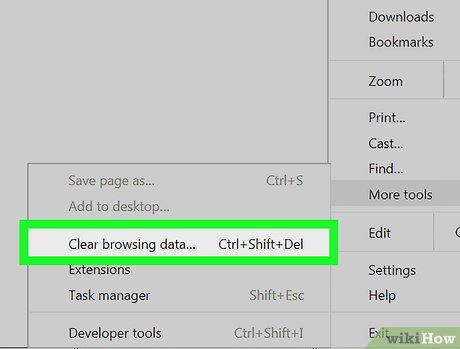 Downloads
Bookmarks
Zoom
Print...
Cast...
Find...
More tools
Edit
C
Settings
Help
Exit
Save page as... Ctrl+S
Add to desktop...
Clear browsing data... Ctrl+Shift+Del
Extensions
Task manager Shift+Esc
Developer tools Ctrl+Shift+I
wikiHow